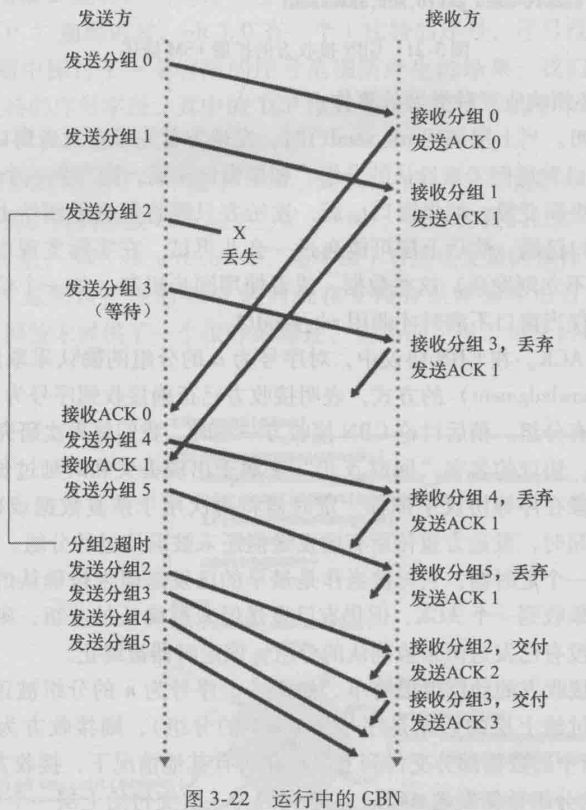 发送方
接收方
发送分组 0
接收分组 0
发送ACK 0
发送分组 1
接收分组 1
发送ACK 1
发送分组 2
X
丢失
发送分组 3
(等待)
接收分组 3，丢弃
发送ACK 1
接收ACK 0
发送分组 4
接收ACK 1
发送分组 5
接收分组4，丢弃
发送ACK 1
分组2超时
发送分组2
发送分组3
发送分组4
发送分组5
接收分组5，丢弃
发送ACK 1
接收分组2，交付
发送ACK 2
接收分组3，交付
发送ACK 3
图 3-22 运行中的 GBN